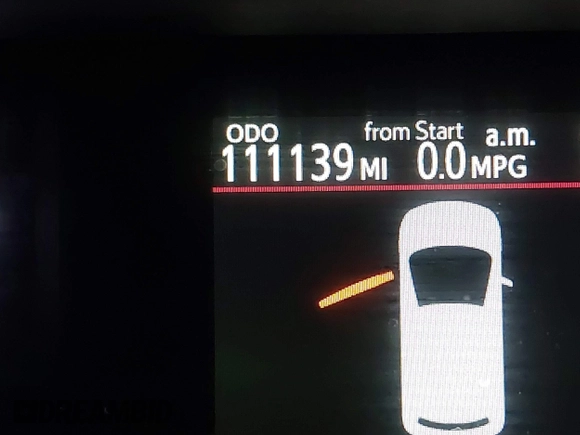 ODO from Start a.m.
111139 MI 0.0 MPG